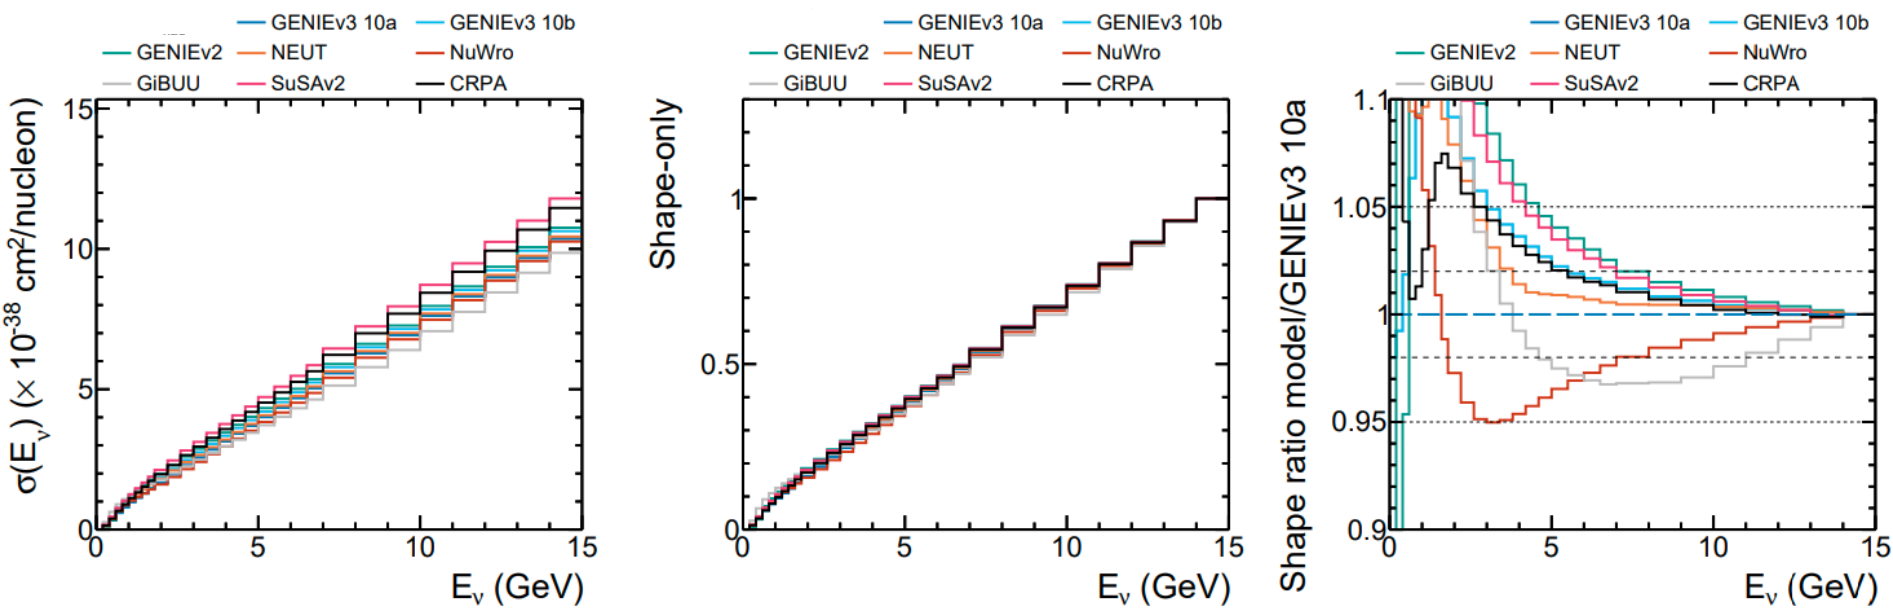 GENIEv3 10a GENIEv3 10b
GENIEv2 NEUT NuWro
GiBUU SuSAv2 CRPA
σ(Eν) (× 10⁻³⁸ cm²/nucleon)
15
10
5
0
0 5 10 15
Eν (GeV)
GENIEv3 10a GENIEv3 10b
GENIEv2 NEUT NuWro
GiBUU SuSAv2 CRPA
Shape-only
1
0.5
0
0 5 10 15
Eν (GeV)
GENIEv3 10a GENIEv3 10b
GENIEv2 NEUT NuWro
GiBUU SuSAv2 CRPA
Shape ratio model/GENIEv3 10a
1.1
1.05
1
0.95
0.9
0 5 10 15
Eν (GeV)